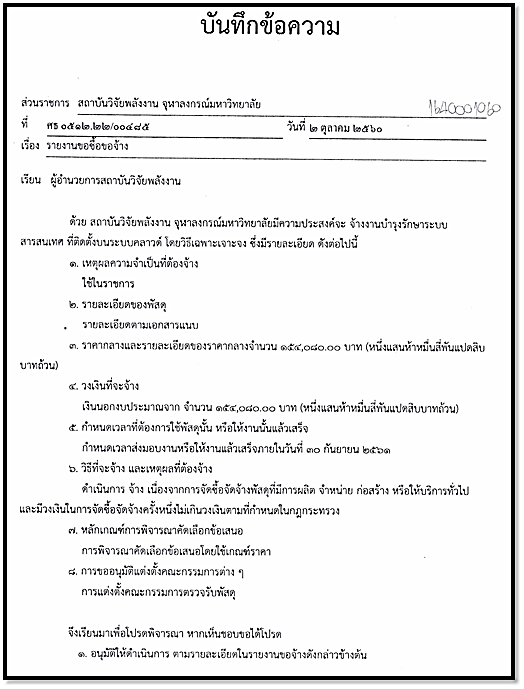 บันทึกข้อความ
ส่วนราชการ สถาบันวิจัยพลังงาน จุฬาลงกรณ์มหาวิทยาลัย
1640001060
ที่ ศธ ๐๕๑๒.๒๒/๐๐๔๘๕ วันที่ ๒ ตุลาคม ๒๕๖๐
เรื่อง รายงานขอซื้อขอจ้าง
เรียน ผู้อำนวยการสถาบันวิจัยพลังงาน
ด้วย สถาบันวิจัยพลังงาน จุฬาลงกรณ์มหาวิทยาลัยมีความประสงค์จะ จ้างงานบำรุงรักษาระบบ
สารสนเทศ ที่ติดตั้งบนระบบคลาวด์ โดยวิธีเฉพาะเจาะจง ซึ่งมีรายละเอียด ดังต่อไปนี้
๑. เหตุผลความจำเป็นที่ต้องจ้าง
ใช้ในราชการ
๒. รายละเอียดของพัสดุ
รายละเอียดตามเอกสารแนบ
๓. ราคากลางและรายละเอียดของราคากลางจำนวน ๑๕๔,๐๘๐.๐๐ บาท (หนึ่งแสนห้าหมื่นสี่พันแปดสิบ
บาทถ้วน)
๔. วงเงินที่จะจ้าง
เงินนอกงบประมาณจาก จำนวน ๑๕๔,๐๘๐.๐๐ บาท (หนึ่งแสนห้าหมื่นสี่พันแปดสิบบาทถ้วน)
๕. กำหนดเวลาที่ต้องการใช้พัสดุนั้น หรือให้งานนั้นแล้วเสร็จ
กำหนดเวลาส่งมอบงานหรือให้งานแล้วเสร็จภายในวันที่ ๓๐ กันยายน ๒๕๖๑
๖. วิธีที่จะจ้าง และเหตุผลที่ต้องจ้าง
ดำเนินการ จ้าง เนื่องจากการจัดซื้อจัดจ้างพัสดุที่มีการผลิต จำหน่าย ก่อสร้าง หรือให้บริการทั่วไป
และมีวงเงินในการจัดซื้อจัดจ้างครั้งหนึ่งไม่เกินวงเงินตามที่กำหนดในกฎกระทรวง
๗. หลักเกณฑ์การพิจารณาคัดเลือกข้อเสนอ
การพิจารณาคัดเลือกข้อเสนอโดยใช้เกณฑ์ราคา
๘. การขออนุมัติแต่งตั้งคณะกรรมการต่าง ๆ
การแต่งตั้งคณะกรรมการตรวจรับพัสดุ
จึงเรียนมาเพื่อโปรดพิจารณา หากเห็นชอบขอได้โปรด
๑. อนุมัติให้ดำเนินการ ตามรายละเอียดในรายงานขอจ้างดังกล่าวข้างต้น